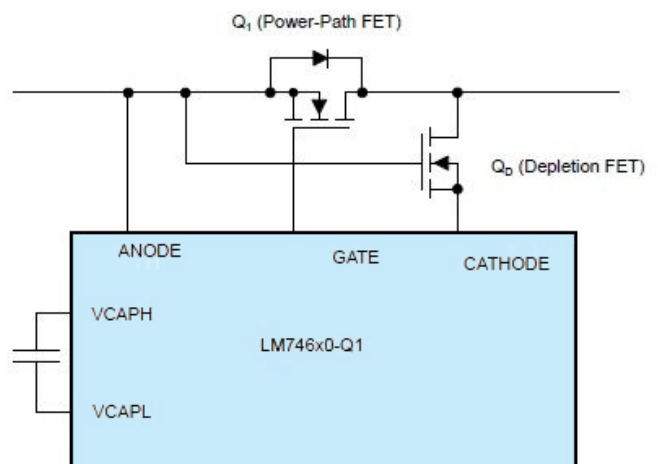 Q1 (Power-Path FET)
QD (Depletion FET)
ANODE
GATE
CATHODE
VCAPH
LM746x0-Q1
VCAPL